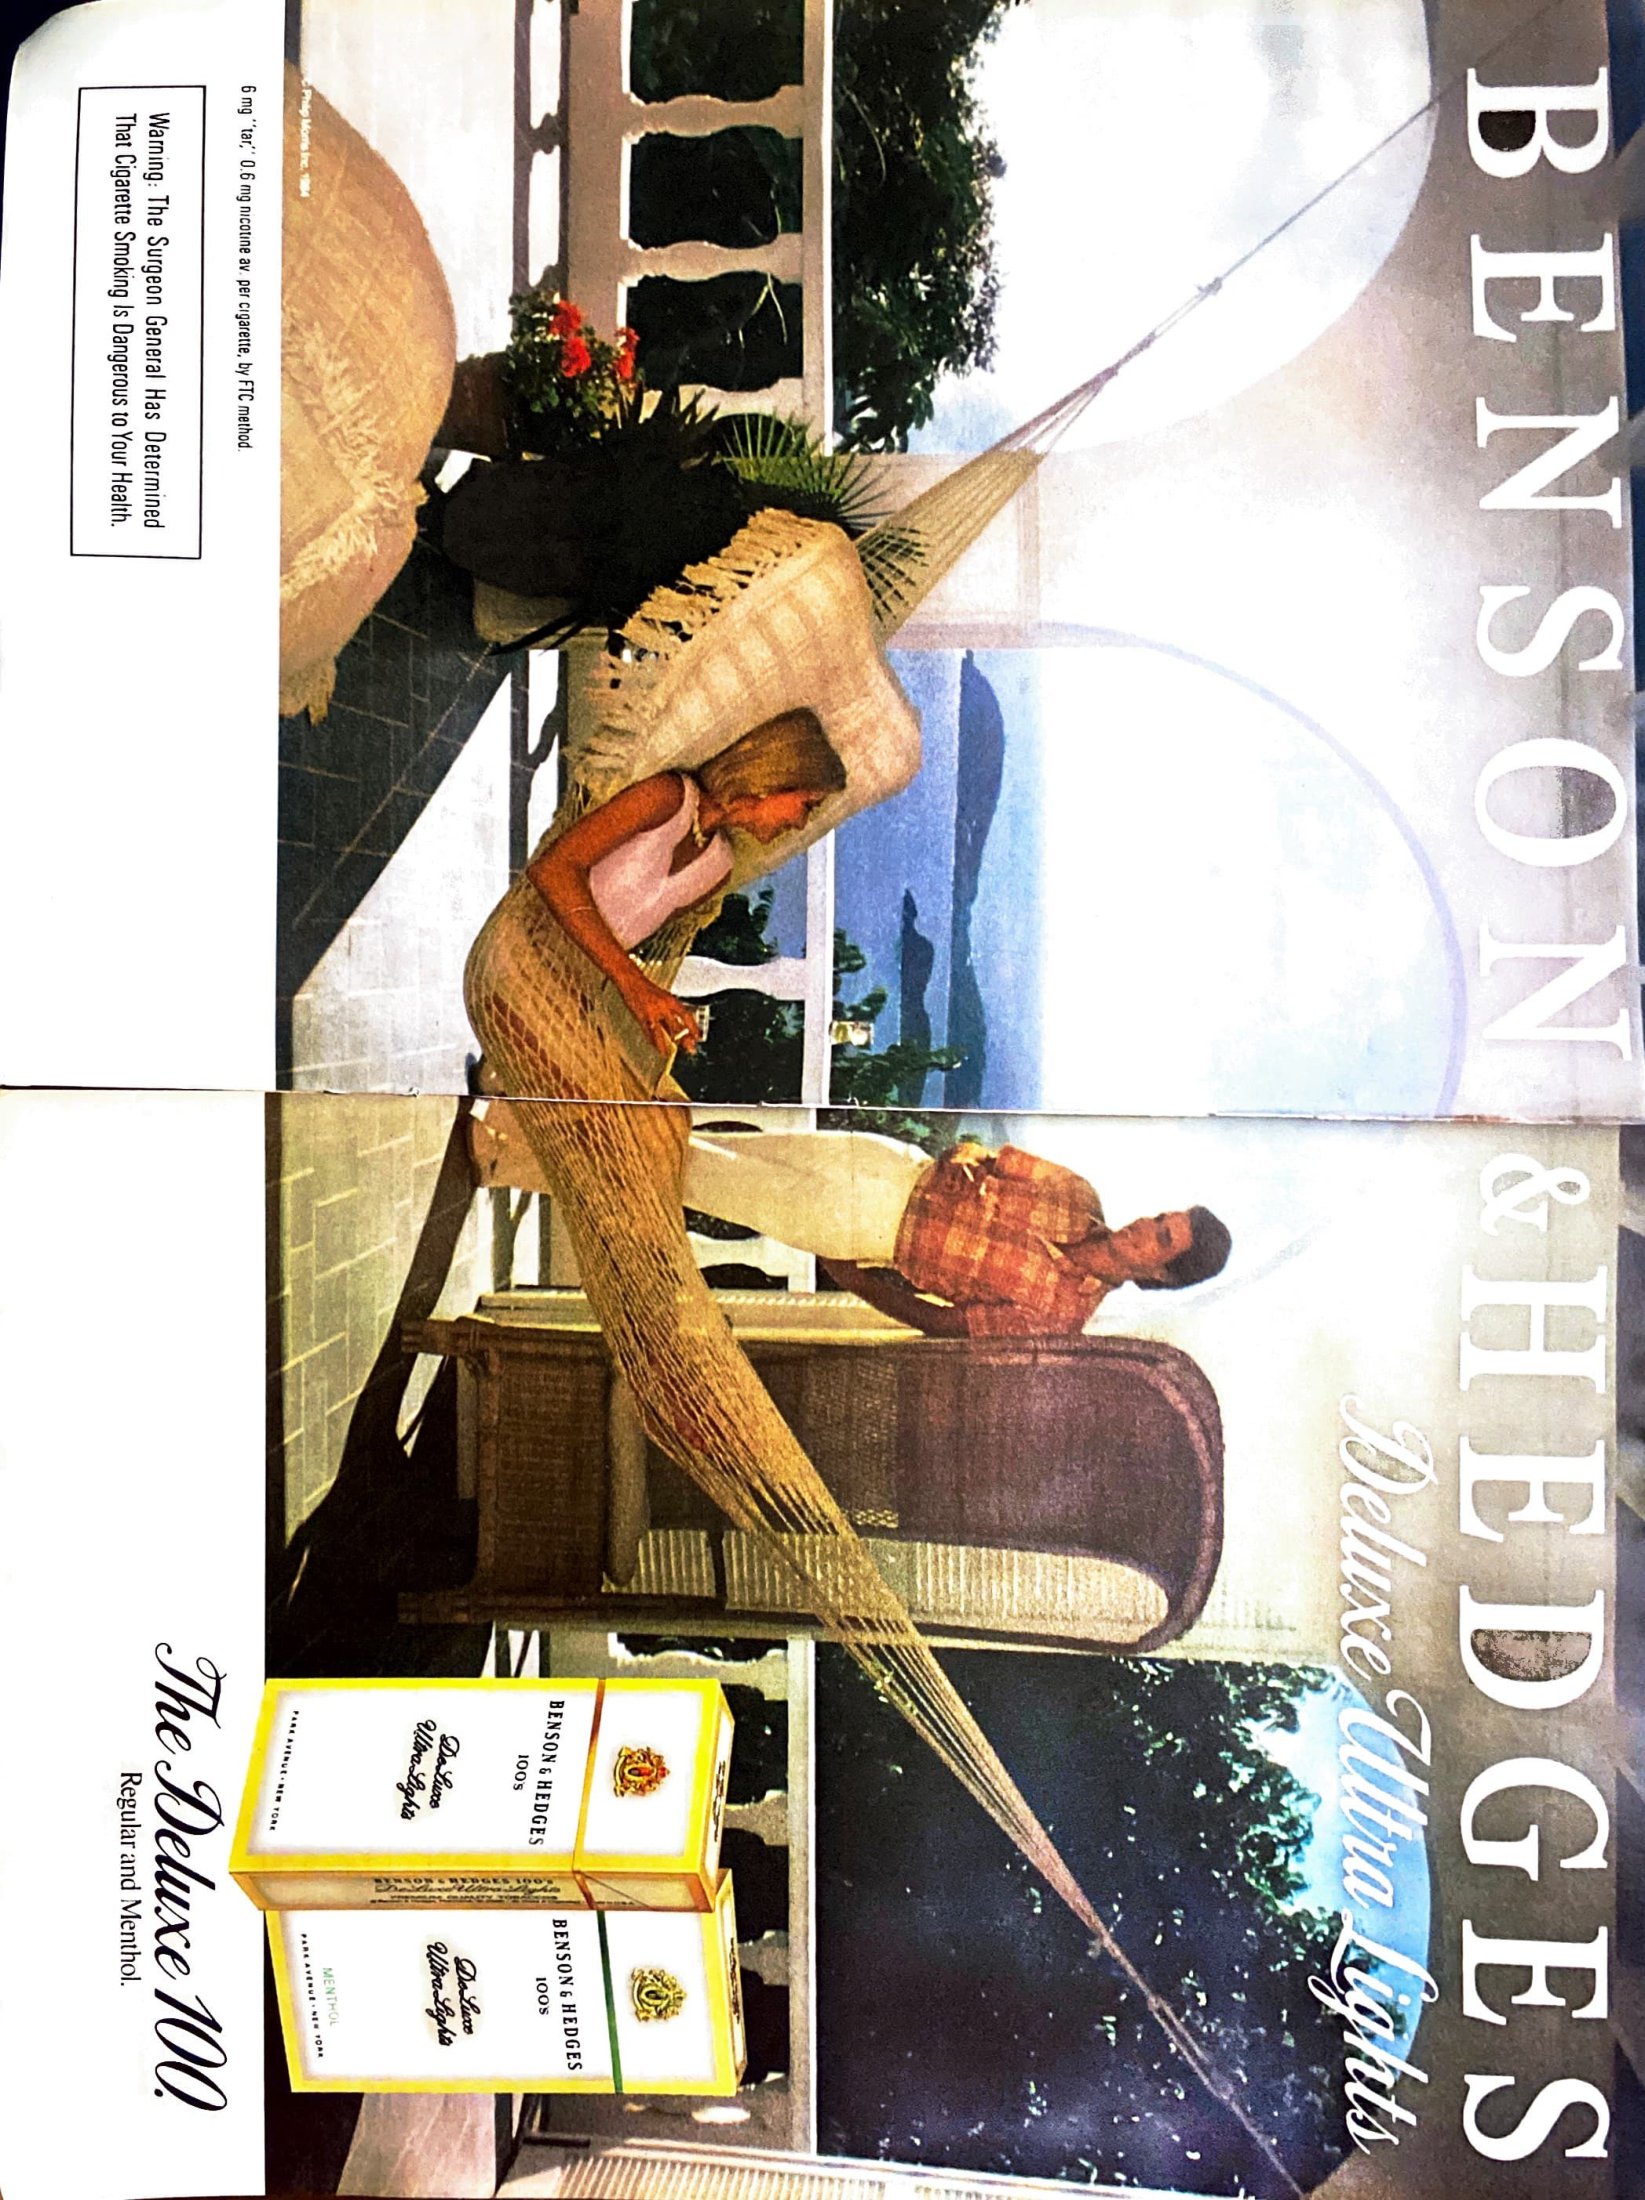 BENSON & HEDGES
Deluxe Ultra Lights
BENSON & HEDGES
100's
DeLuxe
Ultra Lights
PARK AVENUE • NEW YORK
BENSON & HEDGES
100's
DeLuxe
Ultra Lights
MENTHOL
PARK AVENUE • NEW YORK
© Philip Morris Inc. 1984
6 mg "tar," 0.6 mg nicotine av. per cigarette, by FTC method.
Warning: The Surgeon General Has Determined
That Cigarette Smoking Is Dangerous to Your Health.
The Deluxe 100.
Regular and Menthol.